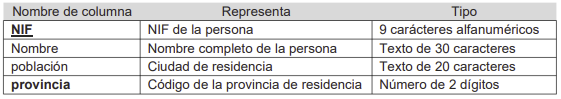 Nombre de columna Representa Tipo
NIF NIF de la persona 9 carácteres alfanuméricos
Nombre Nombre completo de la persona Texto de 30 caracteres
población Ciudad de residencia Texto de 20 caracteres
provincia Código de la provincia de residencia Número de 2 dígitos